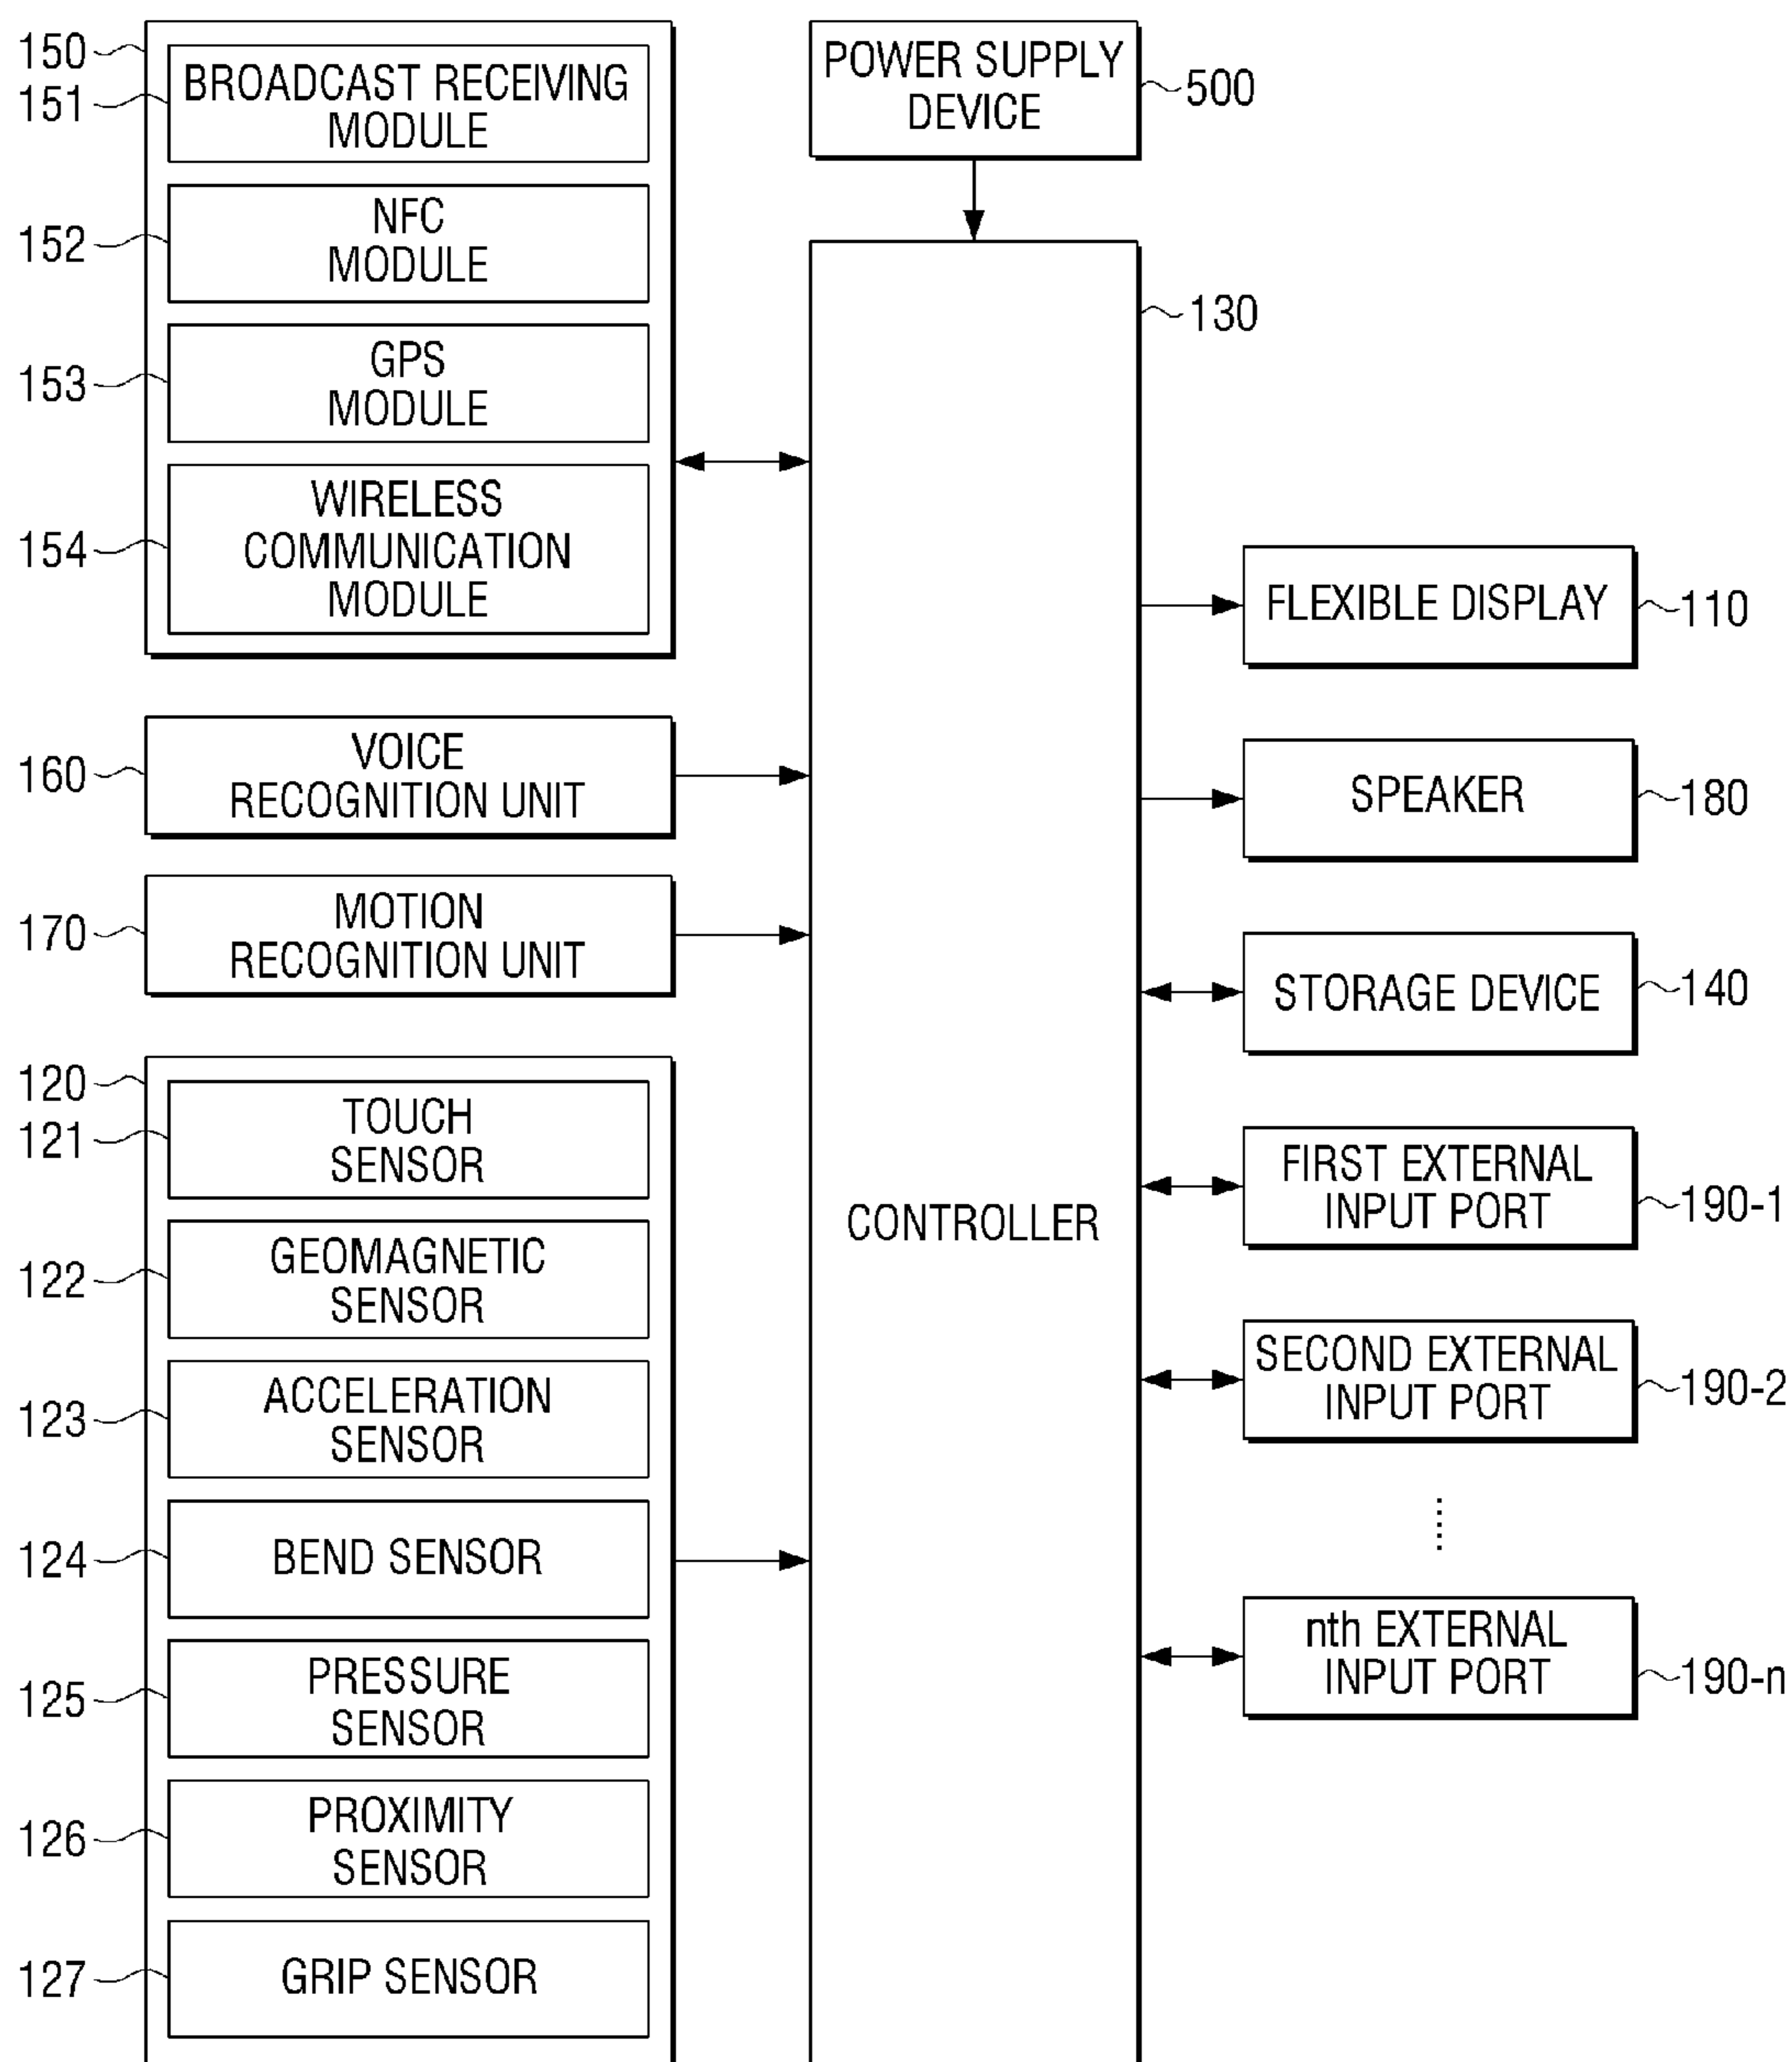 150
151
BROADCAST RECEIVING
MODULE
152
NFC
MODULE
153
GPS
MODULE
154
WIRELESS
COMMUNICATION
MODULE
160
VOICE
RECOGNITION UNIT
170
MOTION
RECOGNITION UNIT
120
121
TOUCH
SENSOR
122
GEOMAGNETIC
SENSOR
123
ACCELERATION
SENSOR
124
BEND SENSOR
125
PRESSURE
SENSOR
126
PROXIMITY
SENSOR
127
GRIP SENSOR
POWER SUPPLY
DEVICE
500
130
CONTROLLER
FLEXIBLE DISPLAY
110
SPEAKER
180
STORAGE DEVICE
140
FIRST EXTERNAL
INPUT PORT
190-1
SECOND EXTERNAL
INPUT PORT
190-2
nth EXTERNAL
INPUT PORT
190-n